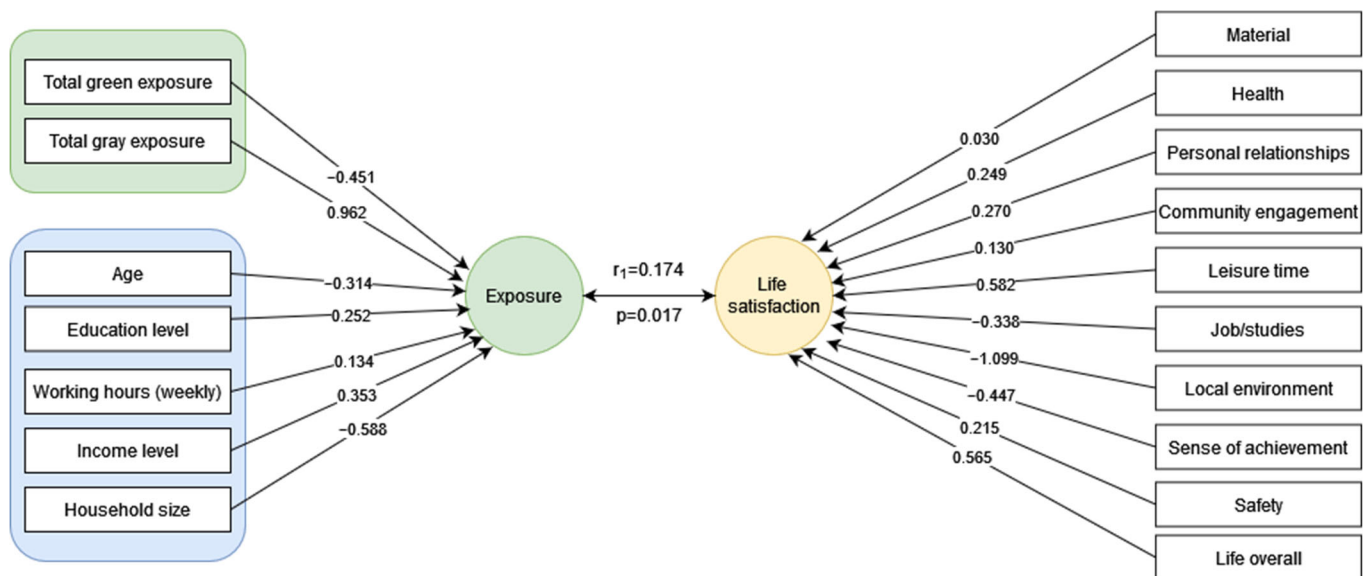 Total green exposure
Total gray exposure
−0.451
0.962
Age
Education level
Working hours (weekly)
Income level
Household size
−0.314
0.252
0.134
0.353
−0.588
Exposure
r₁=0.174
p=0.017
Life
satisfaction
0.030
0.249
0.270
0.130
0.582
−0.338
−1.099
−0.447
0.215
0.565
Material
Health
Personal relationships
Community engagement
Leisure time
Job/studies
Local environment
Sense of achievement
Safety
Life overall